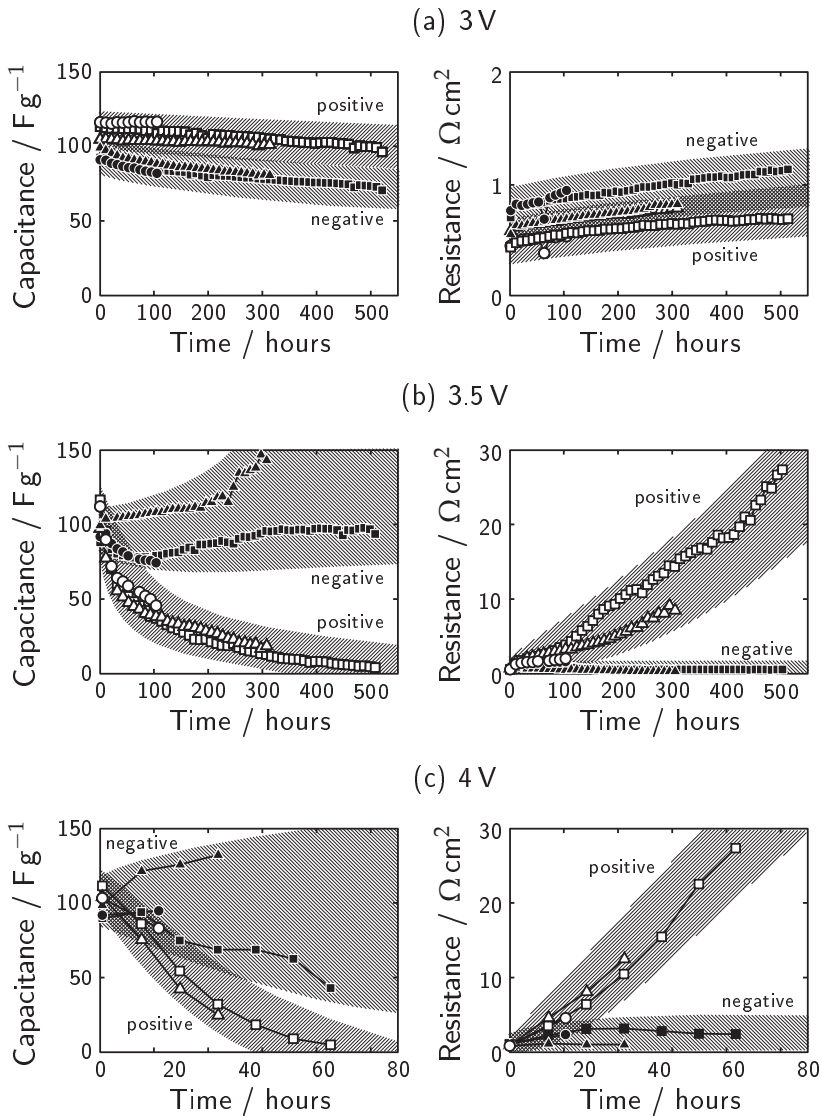 (a) 3 V
150
100
50
0
Capacitance / F g−1
positive
negative
0 100 200 300 400 500
Time / hours
2
1
0
Resistance / Ω cm2
negative
positive
0 100 200 300 400 500
Time / hours
(b) 3.5 V
150
100
50
0
Capacitance / F g−1
negative
positive
0 100 200 300 400 500
Time / hours
30
20
10
0
Resistance / Ω cm2
positive
negative
0 100 200 300 400 500
Time / hours
(c) 4 V
150
100
50
0
Capacitance / F g−1
negative
positive
0 20 40 60 80
Time / hours
30
20
10
0
Resistance / Ω cm2
positive
negative
0 20 40 60 80
Time / hours